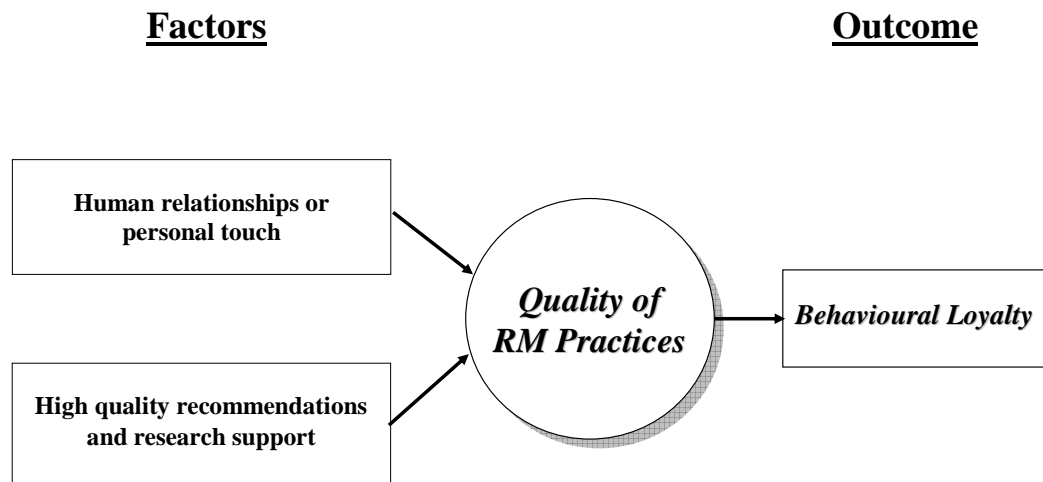 Factors
Outcome
Human relationships or
personal touch
Quality of
RM Practices
Behavioural Loyalty
High quality recommendations
and research support